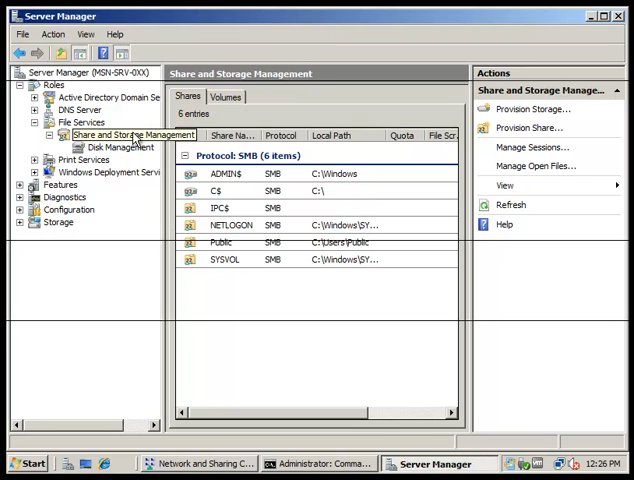 Server Manager
File Action View Help
Server Manager (MSN-SRV-0XX)
Roles
Active Directory Domain Se
DNS Server
File Services
Share and Storage Management
Disk Management
Print Services
Windows Deployment Servi
Features
Diagnostics
Configuration
Storage
Share and Storage Management
Shares Volumes
6 entries
Share Na... Protocol Local Path Quota File Scr
Protocol: SMB (6 items)
ADMIN$ SMB C:\Windows
C$ SMB C:\
IPC$ SMB
NETLOGON SMB C:\Windows\SY...
Public SMB C:\Users\Public
SYSVOL SMB C:\Windows\SY...
Actions
Share and Storage Manage...
Provision Storage...
Provision Share...
Manage Sessions...
Manage Open Files...
View
Refresh
Help
Start Network and Sharing C... Administrator: Comma... Server Manager 12:26 PM